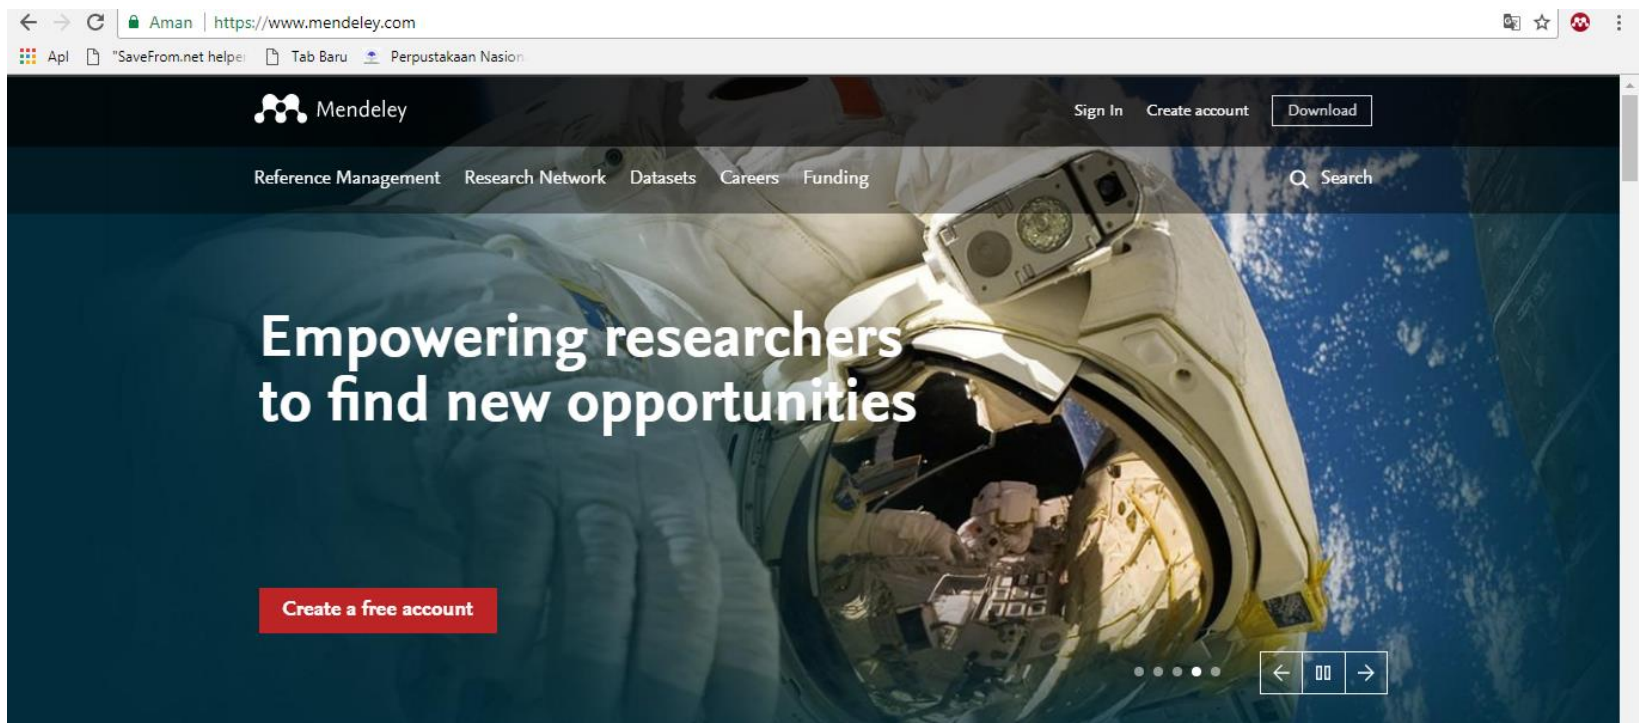 Aman https://www.mendeley.com
Apl "SaveFrom.net helper Tab Baru Perpustakaan Nasion
Mendeley Sign In Create account Download
Reference Management Research Network Datasets Careers Funding Search
Empowering researchers
to find new opportunities
Create a free account